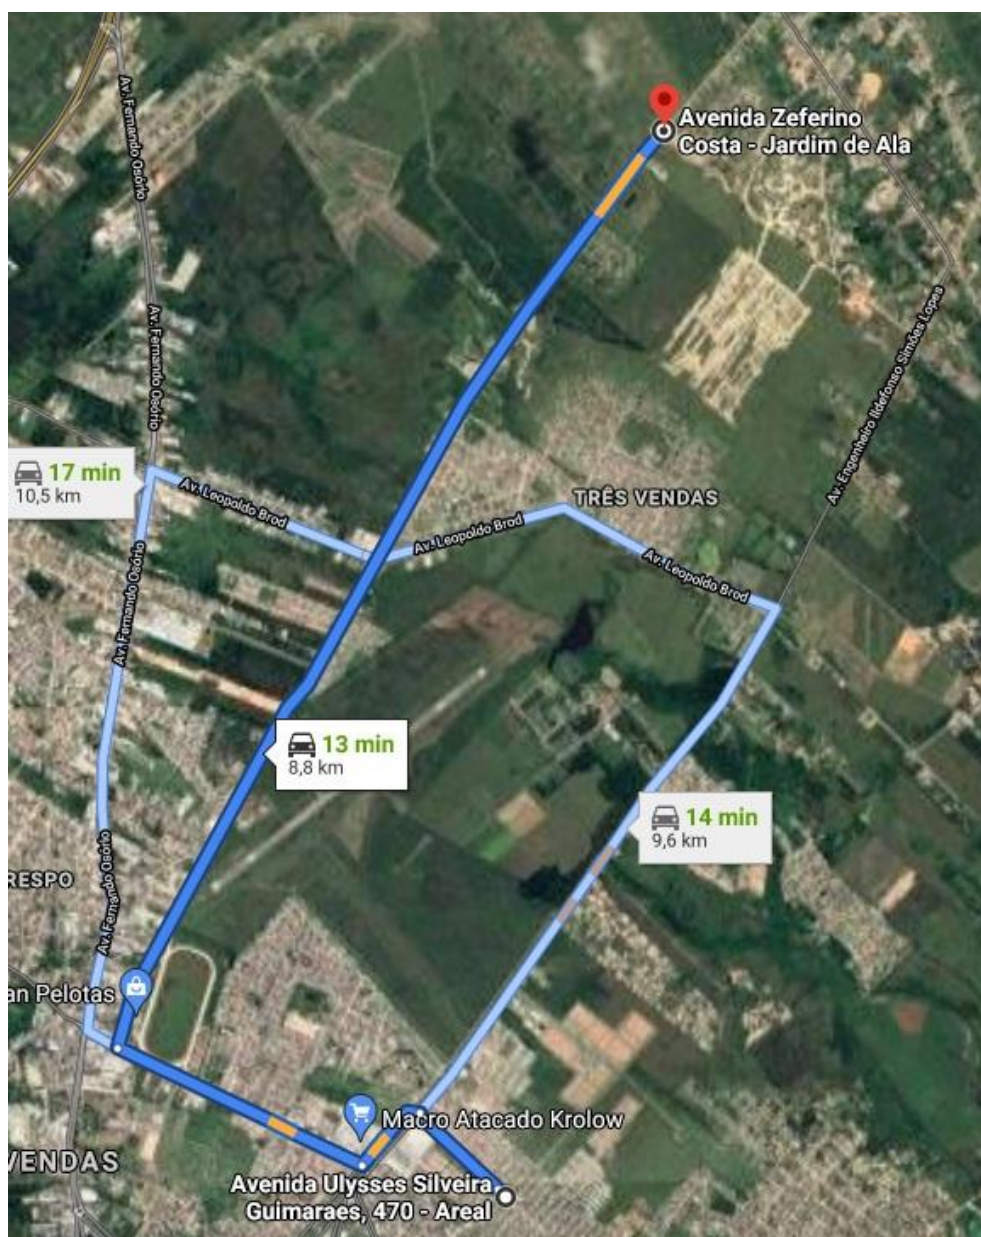 Av. Fernando Osório
Avenida Zeferino
Costa - Jardim de Ala
Av. Fernando Osório
Av. Engenheiro Ildefonso Simões Lopes
17 min
10,5 km
Av. Leopoldo Brod
TRÊS VENDAS
Av. Leopoldo Brod
Av. Leopoldo Brod
Av. Fernando Osório
13 min
8,8 km
14 min
9,6 km
RESPO
Av. Fernando Osório
an Pelotas
Macro Atacado Krolow
VENDAS
Avenida Ulysses Silveira
Guimaraes, 470 - Areal